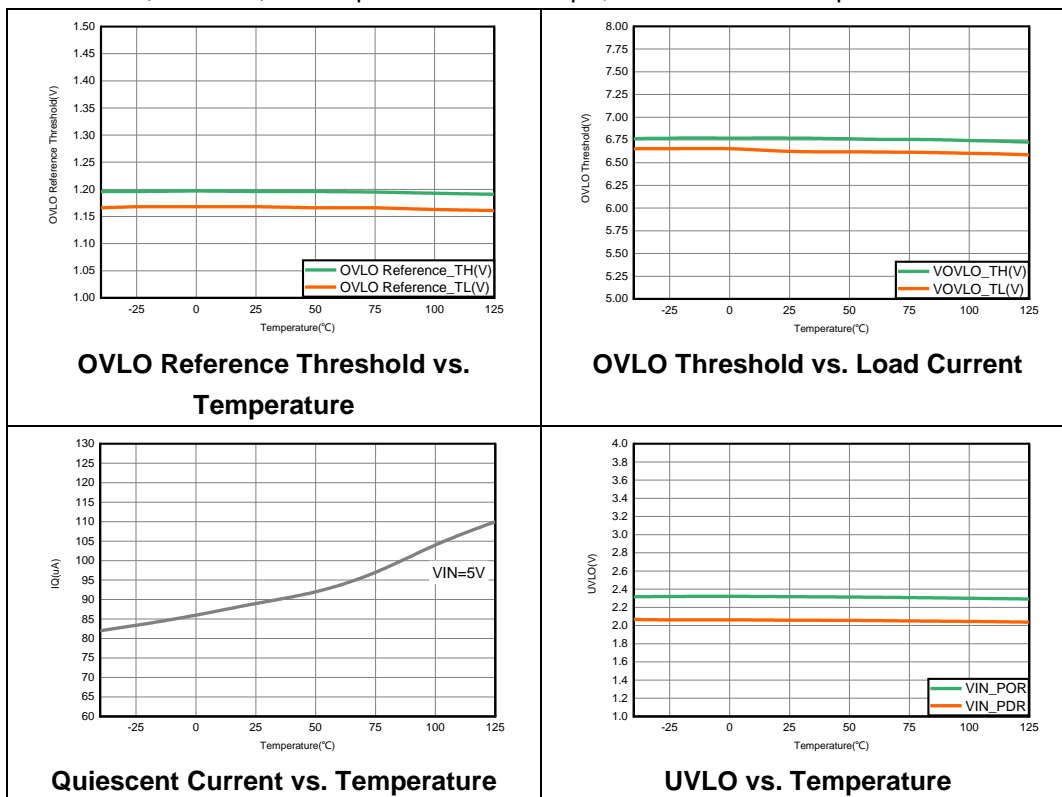 1.50
1.45
1.40
1.35
1.30
1.25
1.20
1.15
1.10
1.05
1.00
OVLO Reference Threshold(V)
OVLO Reference_TH(V)
OVLO Reference_TL(V)
-25 0 25 50 75 100 125
Temperature(℃)
OVLO Reference Threshold vs.
Temperature
8.00
7.75
7.50
7.25
7.00
6.75
6.50
6.25
6.00
5.75
5.50
5.25
5.00
OVLO Threshold(V)
VOVLO_TH(V)
VOVLO_TL(V)
-25 0 25 50 75 100 125
Temperature(℃)
OVLO Threshold vs. Load Current
130
125
120
115
110
105
100
95
90
85
80
75
70
65
60
IQ(uA)
VIN=5V
-25 0 25 50 75 100 125
Temperature(℃)
Quiescent Current vs. Temperature
4.0
3.8
3.6
3.4
3.2
3.0
2.8
2.6
2.4
2.2
2.0
1.8
1.6
1.4
1.2
1.0
UVLO(V)
VIN_POR
VIN_PDR
-25 0 25 50 75 100 125
Temperature(℃)
UVLO vs. Temperature